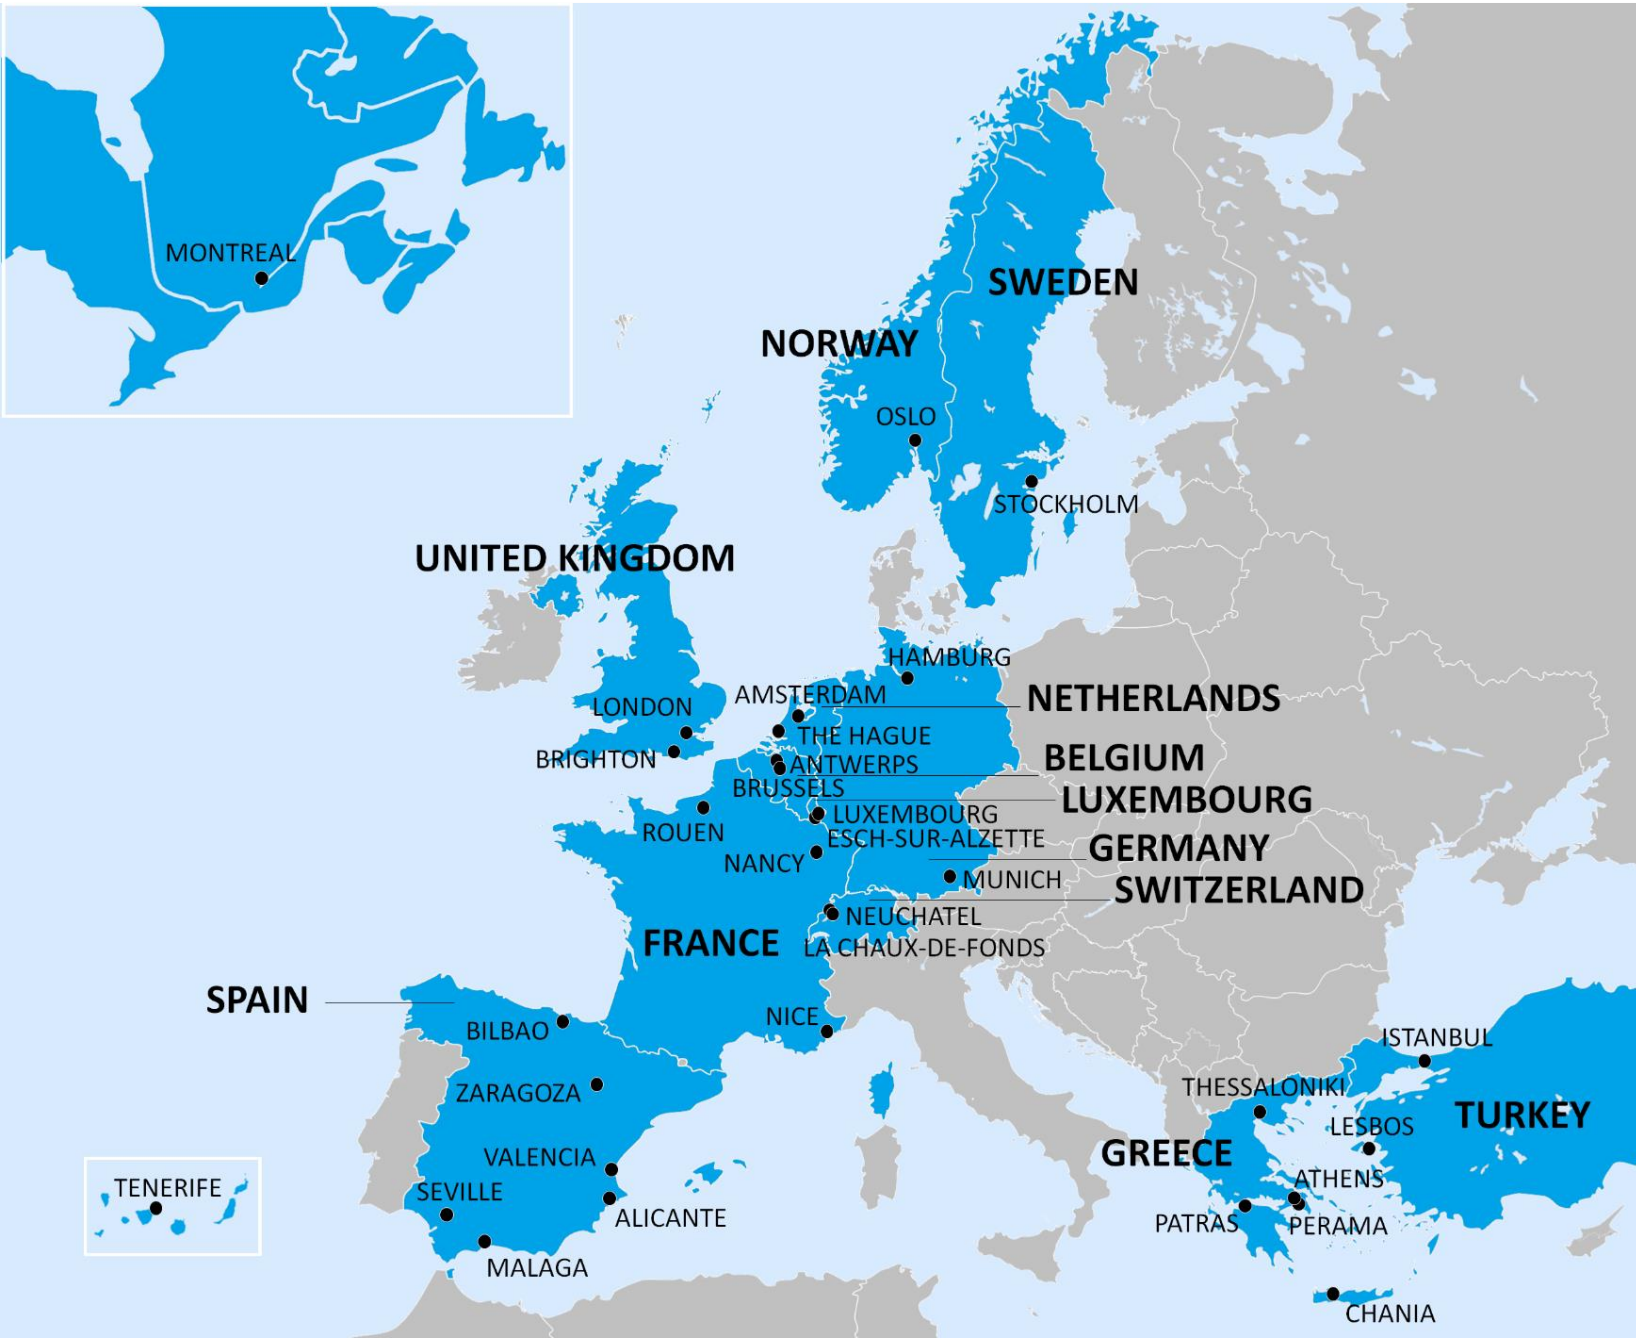 MONTREAL
SWEDEN
NORWAY
OSLO
STOCKHOLM
UNITED KINGDOM
HAMBURG
AMSTERDAM
NETHERLANDS
LONDON
THE HAGUE
BRIGHTON
ANTWERPS
BELGIUM
BRUSSELS
LUXEMBOURG
LUXEMBOURG
ROUEN
ESCH-SUR-ALZETTE
GERMANY
NANCY
MUNICH
SWITZERLAND
NEUCHATEL
FRANCE
LA CHAUX-DE-FONDS
SPAIN
NICE
BILBAO
ISTANBUL
ZARAGOZA
THESSALONIKI
TURKEY
LESBOS
GREECE
VALENCIA
ATHENS
TENERIFE
SEVILLE
ALICANTE
PATRAS
PERAMA
MALAGA
CHANIA